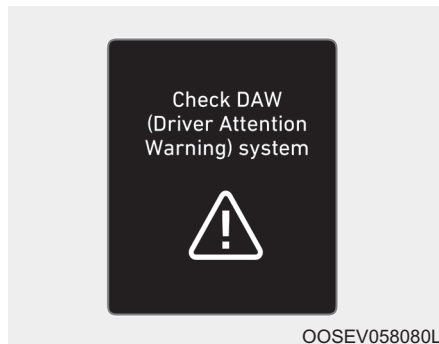 Check DAW
(Driver Attention
Warning) system
OOSEV058080L